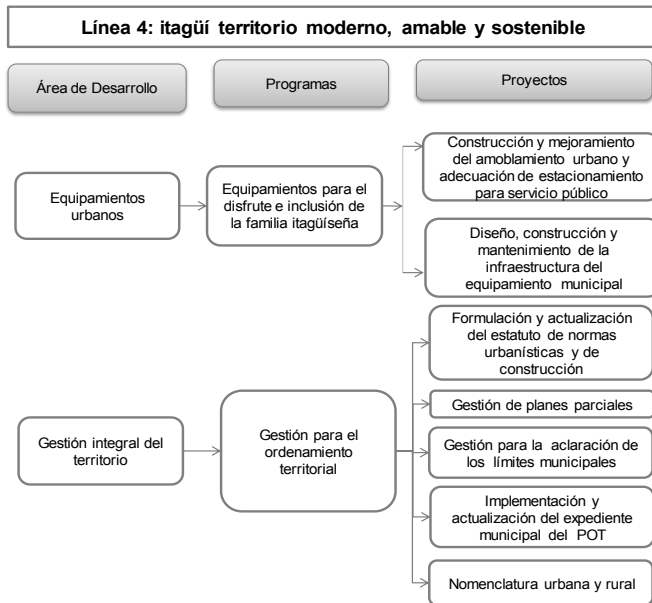 Línea 4: itagüí territorio moderno, amable y sostenible
Área de Desarrollo
Programas
Proyectos
Equipamientos
urbanos
Equipamientos para el
disfrute e inclusión de
la familia itagüíseña
Construcción y mejoramiento
del amoblamiento urbano y
adecuación de estacionamiento
para servicio público
Diseño, construcción y
mantenimiento de la
infraestructura del
equipamiento municipal
Gestión integral del
territorio
Gestión para el
ordenamiento
territorial
Formulación y actualización
del estatuto de normas
urbanísticas y de
construcción
Gestión de planes parciales
Gestión para la aclaración de
los límites municipales
Implementación y
actualización del expediente
municipal del POT
Nomenclatura urbana y rural